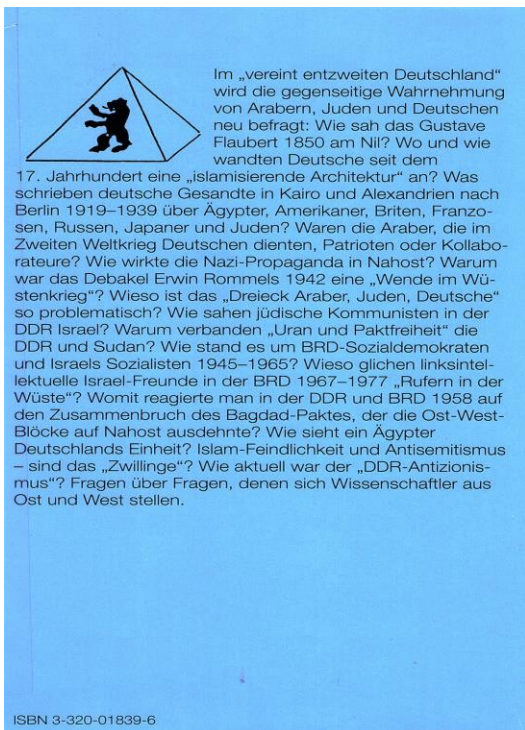 Im „vereint entzweiten Deutschland“
wird die gegenseitige Wahrnehmung
von Arabern, Juden und Deutschen
neu befragt: Wie sah das Gustave
Flaubert 1850 am Nil? Wo und wie
wandten Deutsche seit dem
17. Jahrhundert eine „islamisierende Architektur“ an? Was
schrieben deutsche Gesandte in Kairo und Alexandrien nach
Berlin 1919–1939 über Ägypter, Amerikaner, Briten, Franzo-
sen, Russen, Japaner und Juden? Waren die Araber, die im
Zweiten Weltkrieg Deutschen dienten, Patrioten oder Kollabo-
rateure? Wie wirkte die Nazi-Propaganda in Nahost? Warum
war das Debakel Erwin Rommels 1942 eine „Wende im Wü-
stenkrieg“? Wieso ist das „Dreieck Araber, Juden, Deutsche“
so problematisch? Wie sahen jüdische Kommunisten in der
DDR Israel? Warum verbanden „Uran und Paktfreiheit“ die
DDR und Sudan? Wie stand es um BRD-Sozialdemokraten
und Israels Sozialisten 1945–1965? Wieso glichen linksintel-
lektuelle Israel-Freunde in der BRD 1967–1977 „Rufern in der
Wüste“? Womit reagierte man in der DDR und BRD 1958 auf
den Zusammenbruch des Bagdad-Paktes, der die Ost-West-
Blöcke auf Nahost ausdehnte? Wie sieht ein Ägypter
Deutschlands Einheit? Islam-Feindlichkeit und Antisemitismus
– sind das „Zwillinge“? Wie aktuell war der „DDR-Antizionis-
mus“? Fragen über Fragen, denen sich Wissenschaftler aus
Ost und West stellen.
ISBN 3-320-01839-6